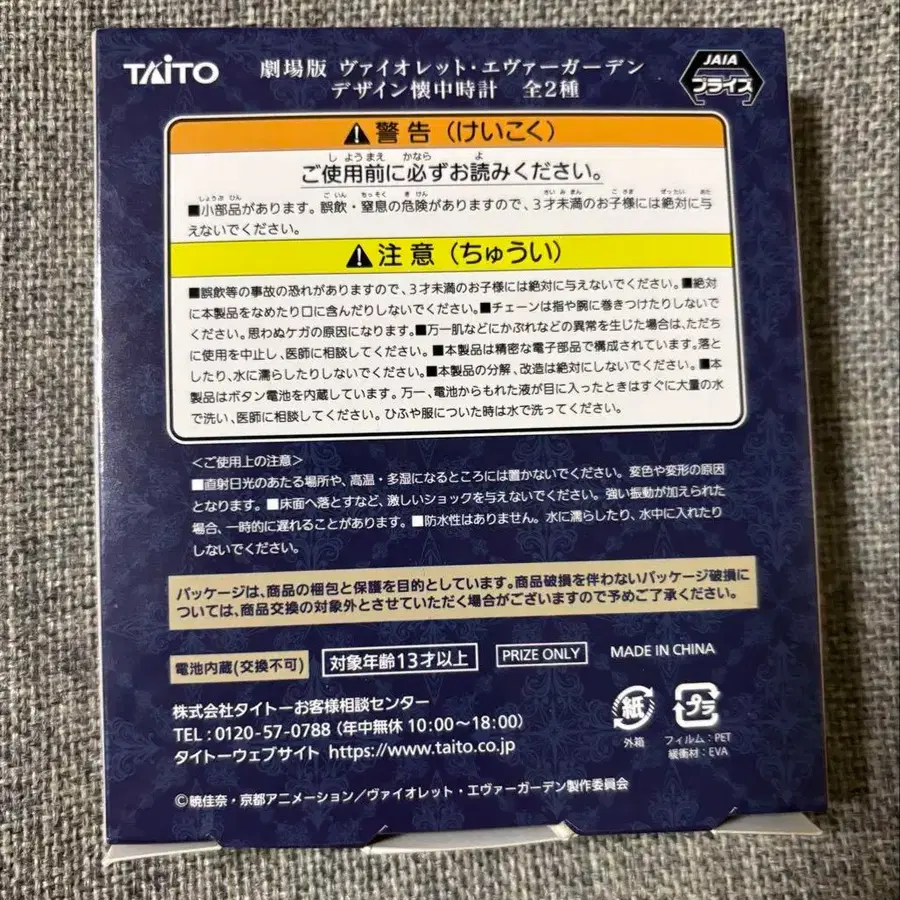 TAITO
劇場版 ヴァイオレット・エヴァーガーデン
デザイン懐中時計 全2種
JAIA
プライズ
⚠警告(けいこく)
ご使用前に必ずお読みください。
■小部品があります。誤飲・窒息の危険がありますので、3才未満のお子様には絶対に与
えないでください。
⚠注意(ちゅうい)
■誤飲等の事故の恐れがありますので、3才未満のお子様には絶対に与えないでください。■絶対
に本製品をなめたり口に含んだりしないでください。■チェーンは指や腕に巻きつけたりしないで
ください。思わぬケガの原因になります。■万一肌などにかぶれなどの異常を生じた場合は、ただち
に使用を中止し、医師に相談してください。■本製品は精密な電子部品で構成されています。落と
したり、水に濡らしたりしないでください。■本製品の分解、改造は絶対にしないでください。■本
製品はボタン電池を内蔵しています。万一、電池からもれた液が目に入ったときはすぐに大量の水
で洗い、医師に相談してください。ひふや服についた時は水で洗ってください。
<ご使用上の注意>
■直射日光のあたる場所や、高温・多湿になるところには置かないでください。変色や変形の原因
となります。■床面へ落とすなど、激しいショックを与えないでください。強い振動が加えられた
場合、一時的に遅れることがあります。■防水性はありません。水に濡らしたり、水中に入れたり
しないでください。
パッケージは、商品の梱包と保護を目的としています。商品破損を伴わないパッケージ破損に
ついては、商品交換の対象外とさせていただく場合がございますので予めご了承ください。
電池内蔵(交換不可)
対象年齢13才以上
PRIZE ONLY
MADE IN CHINA
株式会社タイトーお客様相談センター
TEL:0120-57-0788(年中無休 10:00~18:00)
タイトーウェブサイト https://www.taito.co.jp
紙
外箱
プラ
フィルム:PET
緩衝材:EVA
©暁佳奈・京都アニメーション/ヴァイオレット・エヴァーガーデン製作委員会